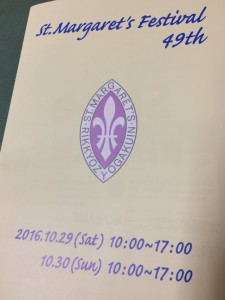 St.Margaret's Festival
49th
ST.MARGARET'S
RIKKYO JOGAKUIN
2016.10.29(Sat) 10:00~17:00
10.30(Sun) 10:00~17:00